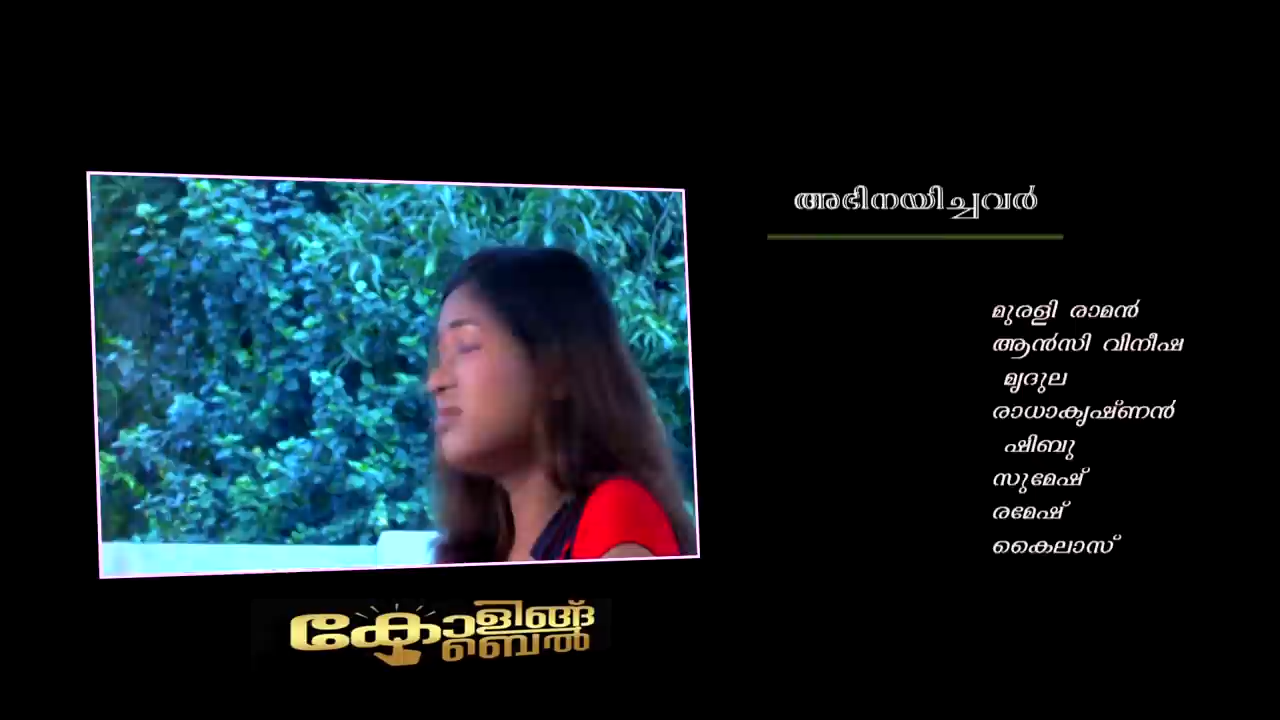 അഭിനയിച്ചവർ
മുരളി രാമൻ
ആൻസി വിനീഷ
മൃദുല
രാധാകൃഷ്ണൻ
ഷിബു
സുമേഷ്
രമേഷ്
കൈലാസ്
കോളിങ്ങ്
ബെൽ